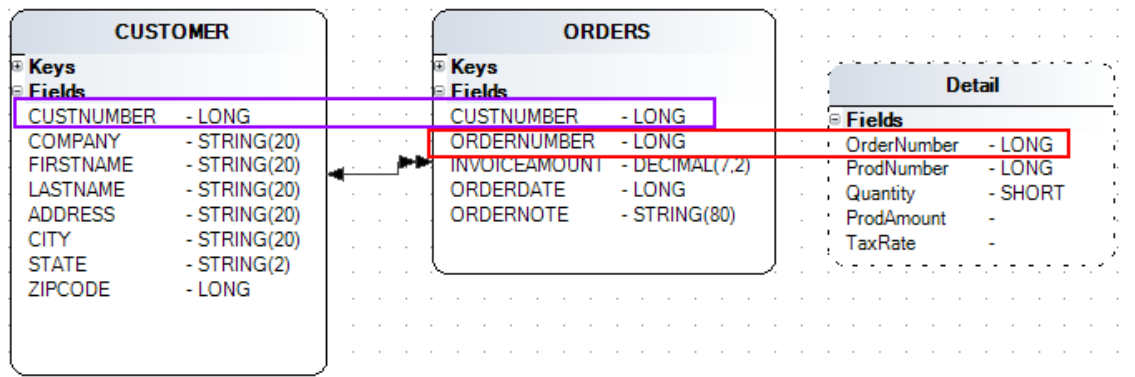 CUSTOMER
Keys
Fields
CUSTNUMBER - LONG
COMPANY - STRING(20)
FIRSTNAME - STRING(20)
LASTNAME - STRING(20)
ADDRESS - STRING(20)
CITY - STRING(20)
STATE - STRING(2)
ZIPCODE - LONG
ORDERS
Keys
Fields
CUSTNUMBER - LONG
ORDERNUMBER - LONG
INVOICEAMOUNT - DECIMAL(7,2)
ORDERDATE - LONG
ORDERNOTE - STRING(80)
Detail
Fields
OrderNumber - LONG
ProdNumber - LONG
Quantity - SHORT
ProdAmount -
TaxRate -